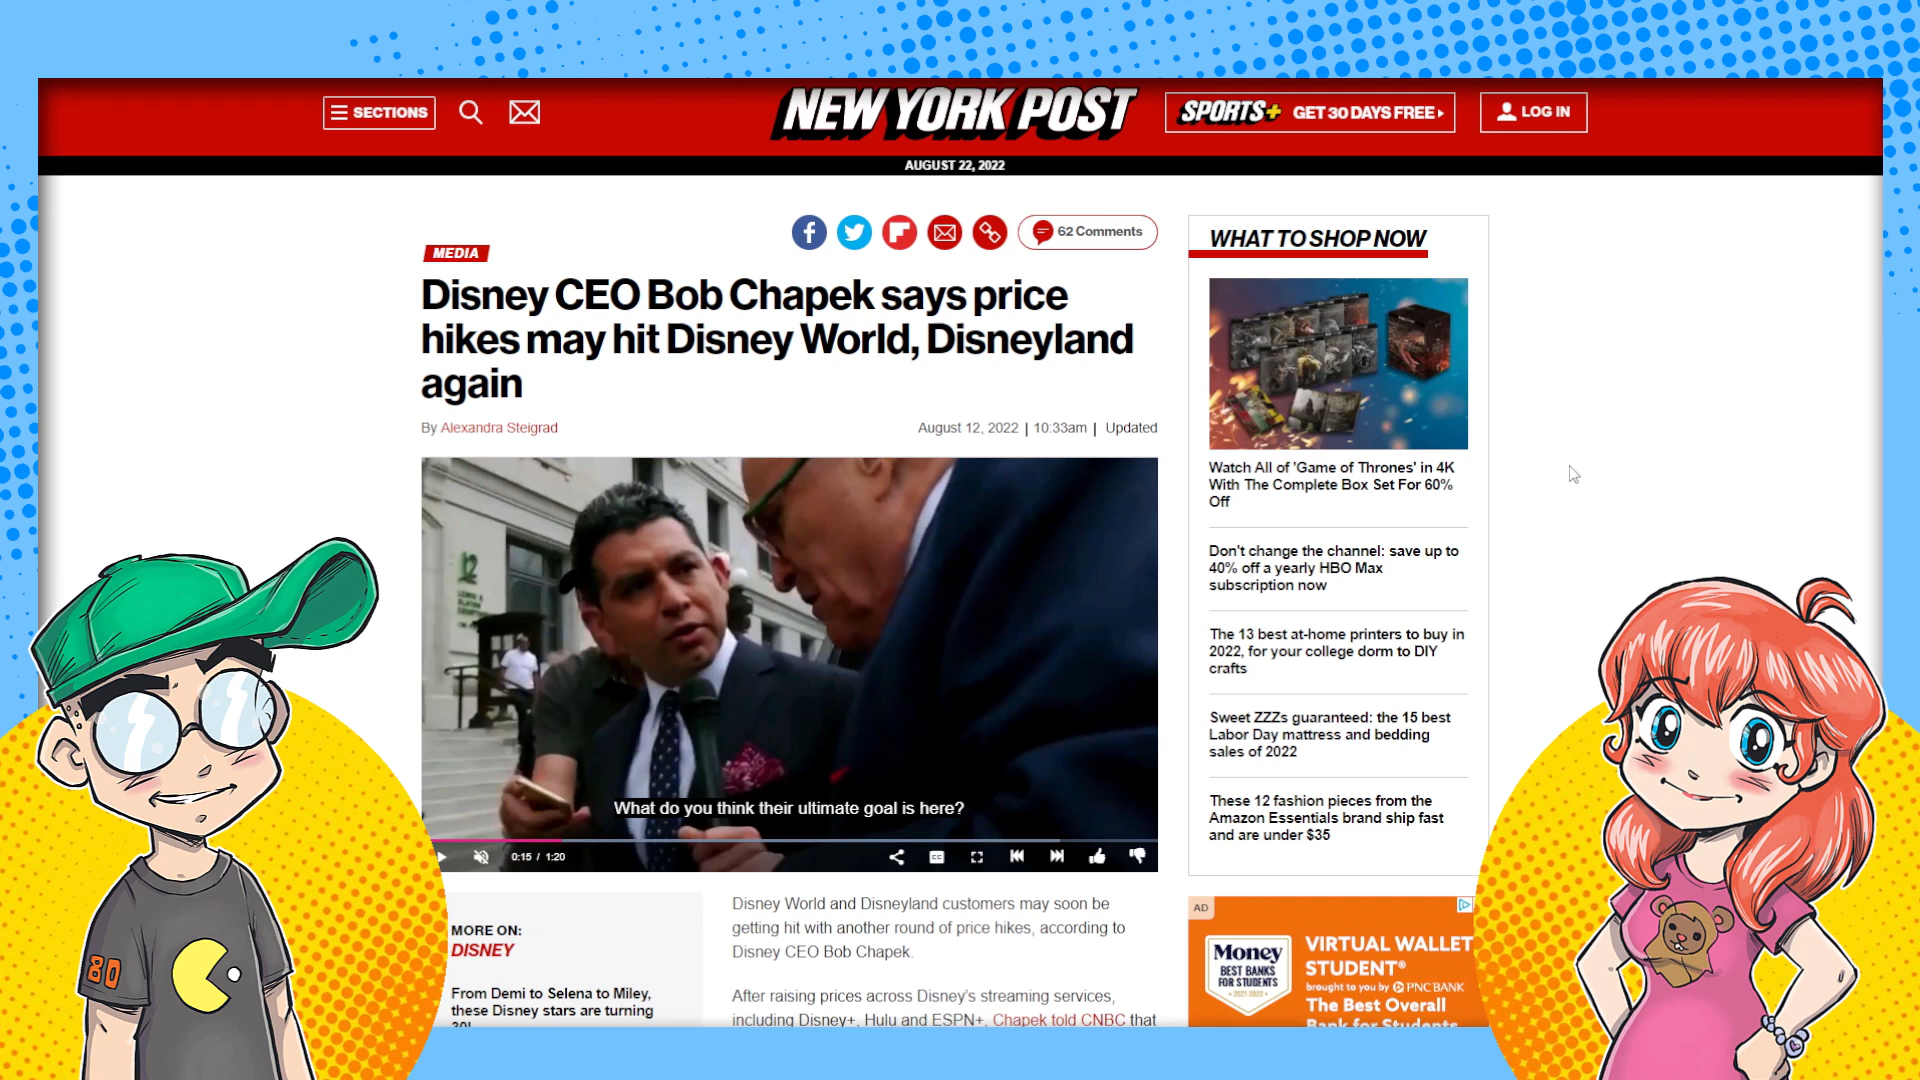 SECTIONS
NEW YORK POST
SPORTS+ GET 30 DAYS FREE
LOG IN
AUGUST 22, 2022
62 Comments
MEDIA
Disney CEO Bob Chapek says price
hikes may hit Disney World, Disneyland
again
By Alexandra Steigrad
August 12, 2022 | 10:33am | Updated
12
What do you think their ultimate goal is here?
0:15 / 1:20
CC
MORE ON:
DISNEY
From Demi to Selena to Miley,
these Disney stars are turning
30!
Disney World and Disneyland customers may soon be
getting hit with another round of price hikes, according to
Disney CEO Bob Chapek.
After raising prices across Disney's streaming services,
including Disney+, Hulu and ESPN+, Chapek told CNBC that
WHAT TO SHOP NOW
Watch All of 'Game of Thrones' in 4K
With The Complete Box Set For 60%
Off
Don't change the channel: save up to
40% off a yearly HBO Max
subscription now
The 13 best at-home printers to buy in
2022, for your college dorm to DIY
crafts
Sweet ZZZs guaranteed: the 15 best
Labor Day mattress and bedding
sales of 2022
These 12 fashion pieces from the
Amazon Essentials brand ship fast
and are under $35
AD
Money
BEST BANKS
FOR STUDENTS
2021-2022
VIRTUAL WALLET
STUDENT®
brought to you by PNC BANK
The Best Overall
Bank for Students
80